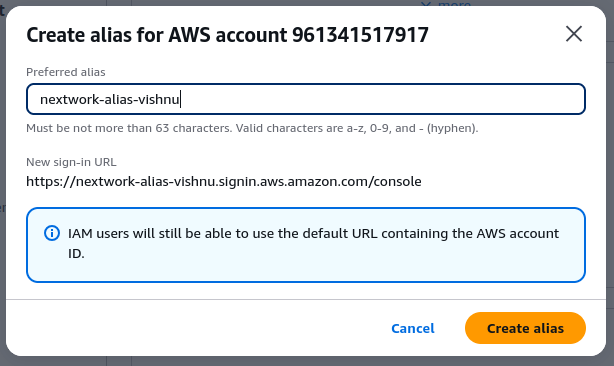 Create alias for AWS account 961341517917
Preferred alias
nextwork-alias-vishnu
Must be not more than 63 characters. Valid characters are a-z, 0-9, and - (hyphen).
New sign-in URL
https://nextwork-alias-vishnu.signin.aws.amazon.com/console
IAM users will still be able to use the default URL containing the AWS account
ID.
Cancel
Create alias